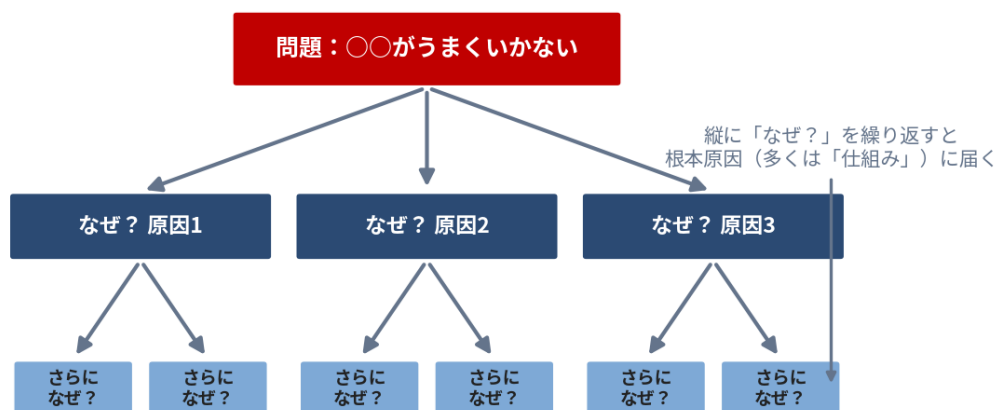 問題：○○がうまくいかない
縦に「なぜ？」を繰り返すと
根本原因（多くは「仕組み」）に届く
なぜ？ 原因1
なぜ？ 原因2
なぜ？ 原因3
さらに
なぜ？
さらに
なぜ？
さらに
なぜ？
さらに
なぜ？
さらに
なぜ？
さらに
なぜ？